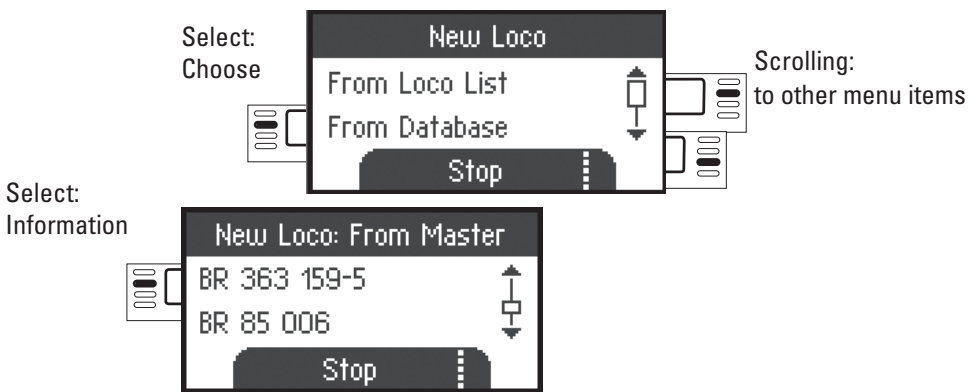 Select:
Choose
New Loco
From Loco List
From Database
Stop
Scrolling:
to other menu items
Select:
Information
New Loco: From Master
BR 363 159-5
BR 85 006
Stop